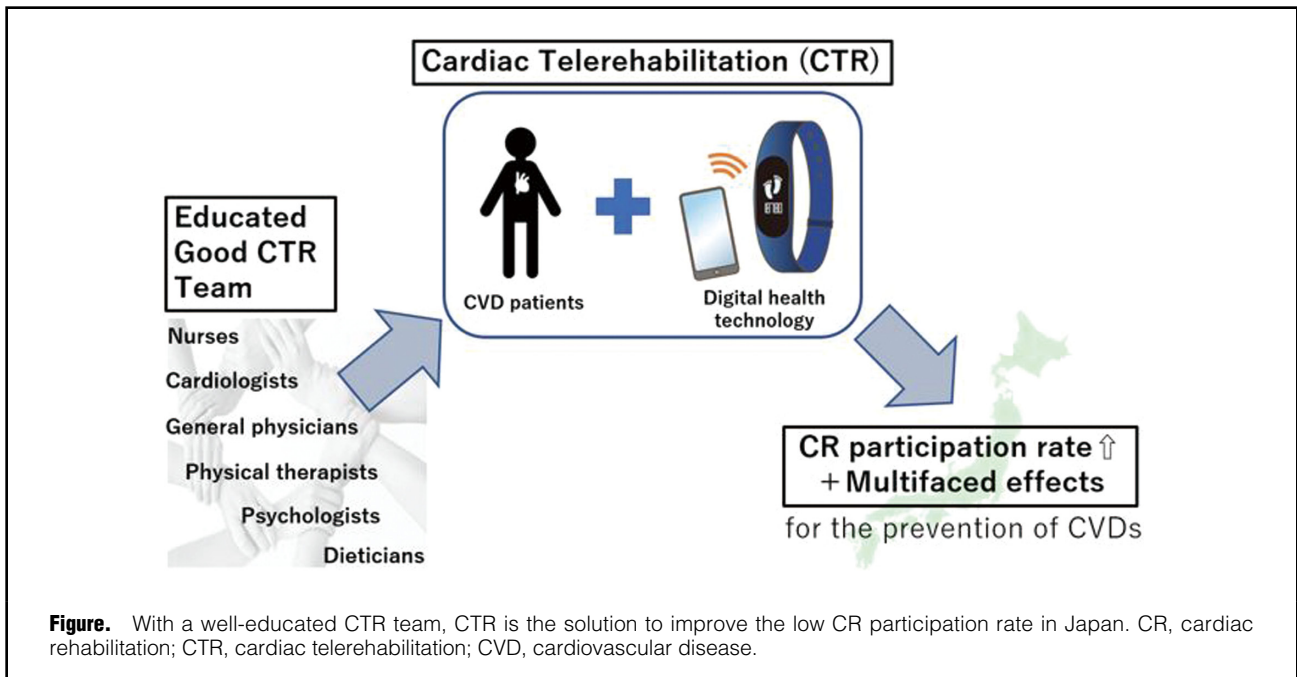 Cardiac Telerehabilitation (CTR)
Educated
Good CTR
Team
Nurses
Cardiologists
General physicians
Physical therapists
Psychologists
Dieticians
CVD patients
Digital health
technology
CR participation rate⇧
+Multifaced effects
for the prevention of CVDs
Figure. With a well-educated CTR team, CTR is the solution to improve the low CR participation rate in Japan. CR, cardiac
rehabilitation; CTR, cardiac telerehabilitation; CVD, cardiovascular disease.